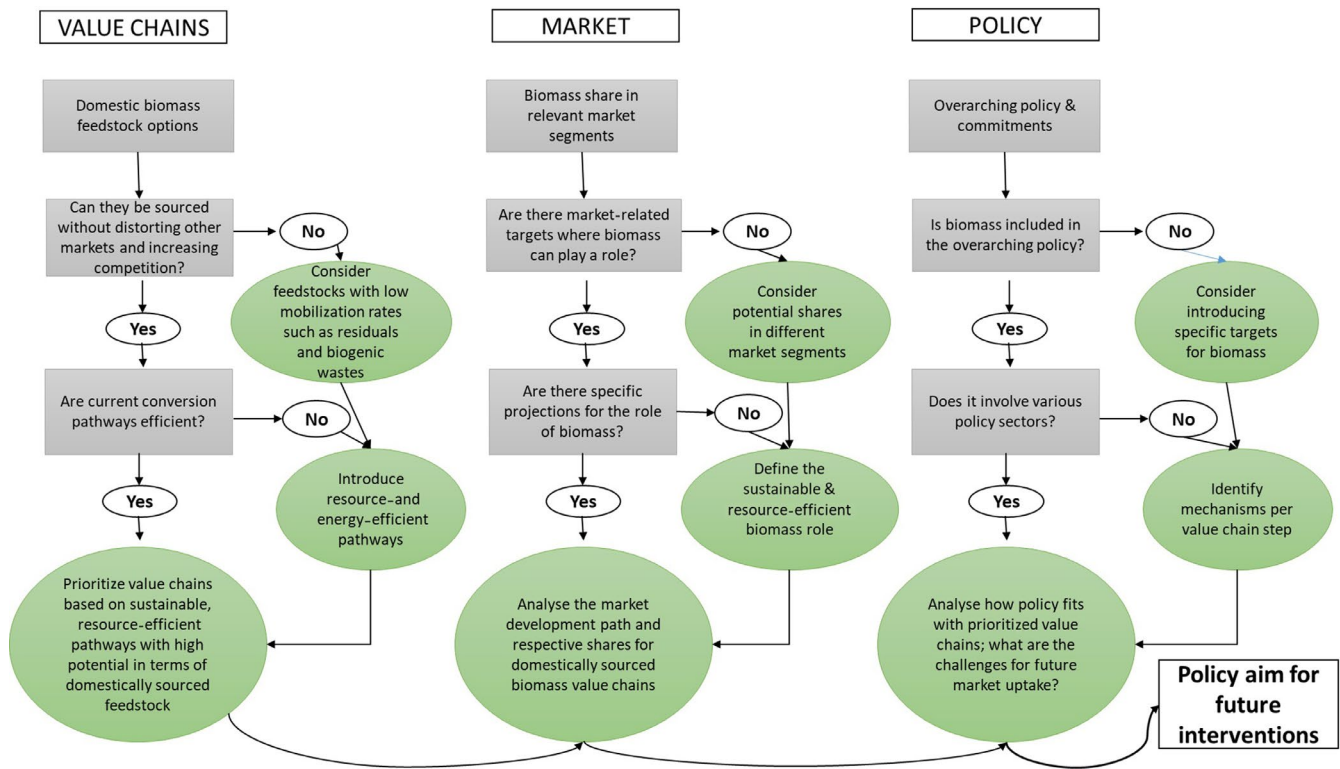 VALUE CHAINS
Domestic biomass
feedstock options
Can they be sourced
without distorting other
markets and increasing
competition?
No
Consider
feedstocks with low
mobilization rates
such as residuals
and biogenic
wastes
Yes
Are current conversion
pathways efficient?
No
Introduce
resource-and
energy-efficient
pathways
Yes
Prioritize value chains
based on sustainable,
resource-efficient
pathways with high
potential in terms of
domestically sourced
feedstock
MARKET
Biomass share in
relevant market
segments
Are there market-related
targets where biomass
can play a role?
No
Consider
potential shares
in different
market segments
Yes
Are there specific
projections for the role
of biomass?
No
Define the
sustainable &
resource-efficient
biomass role
Yes
Analyse the market
development path and
respective shares for
domestically sourced
biomass value chains
POLICY
Overarching policy &
commitments
Is biomass included in
the overarching policy?
No
Consider
introducing
specific targets
for biomass
Yes
Does it involve various
policy sectors?
No
Identify
mechanisms per
value chain step
Yes
Analyse how policy fits
with prioritized value
chains; what are the
challenges for future
market uptake?
Policy aim for
future
interventions